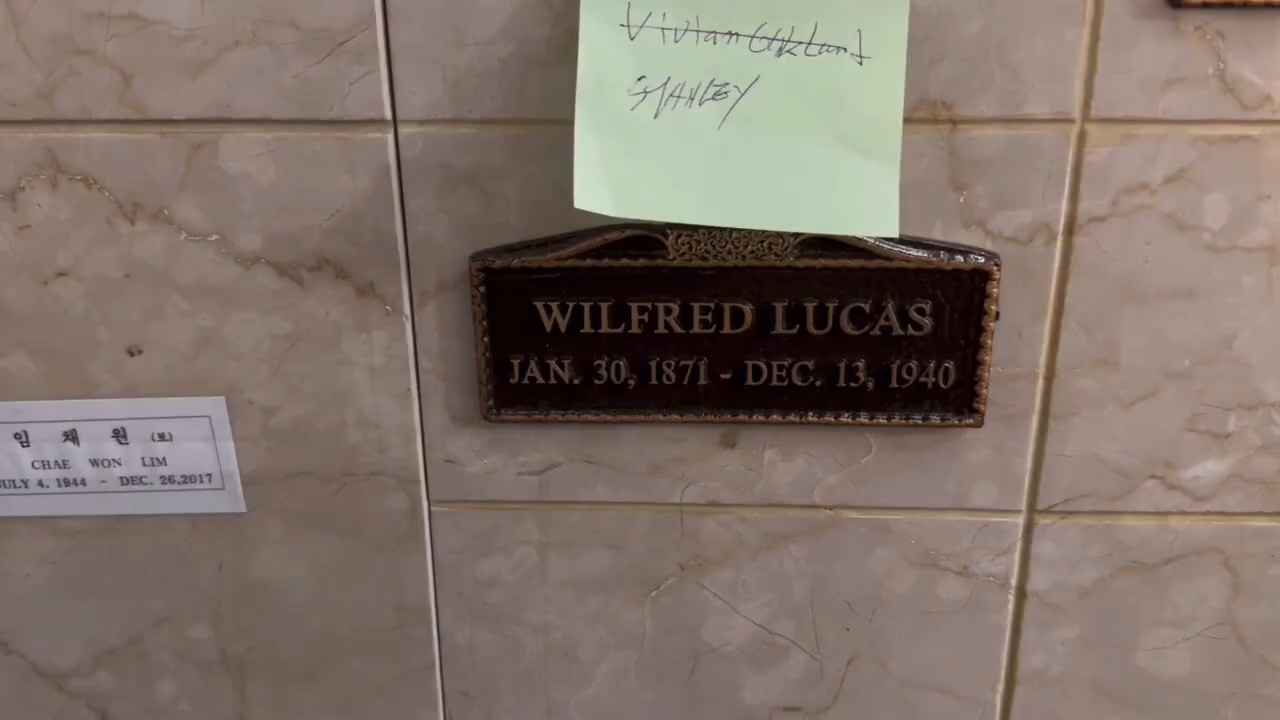 Vivian Oakland
STANLEY
WILFRED LUCAS
JAN. 30, 1871 - DEC. 13, 1940
임 채 원
CHAE WON LIM
JULY 4, 1944 - DEC. 26,2017